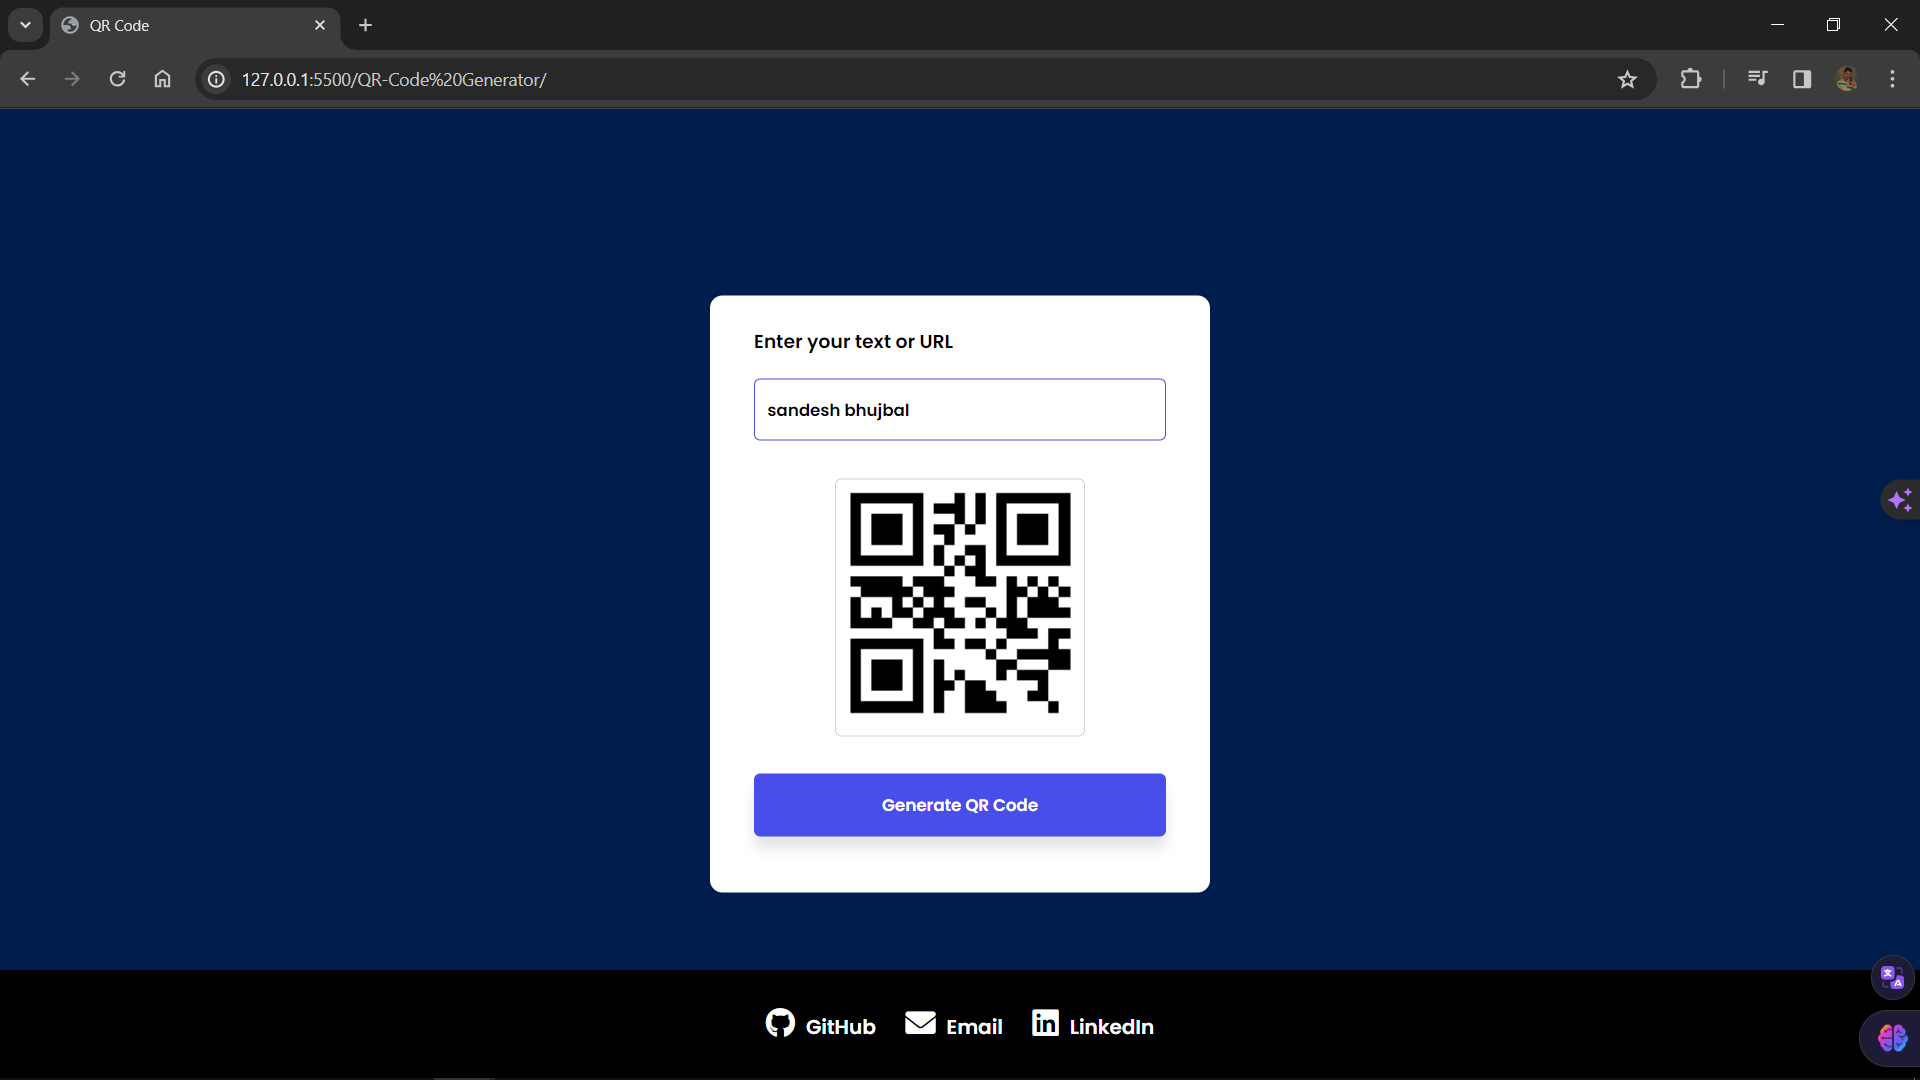 QR Code
127.0.0.1:5500/QR-Code%20Generator/
Enter your text or URL
sandesh bhujbal
Generate QR Code
GitHub Email LinkedIn